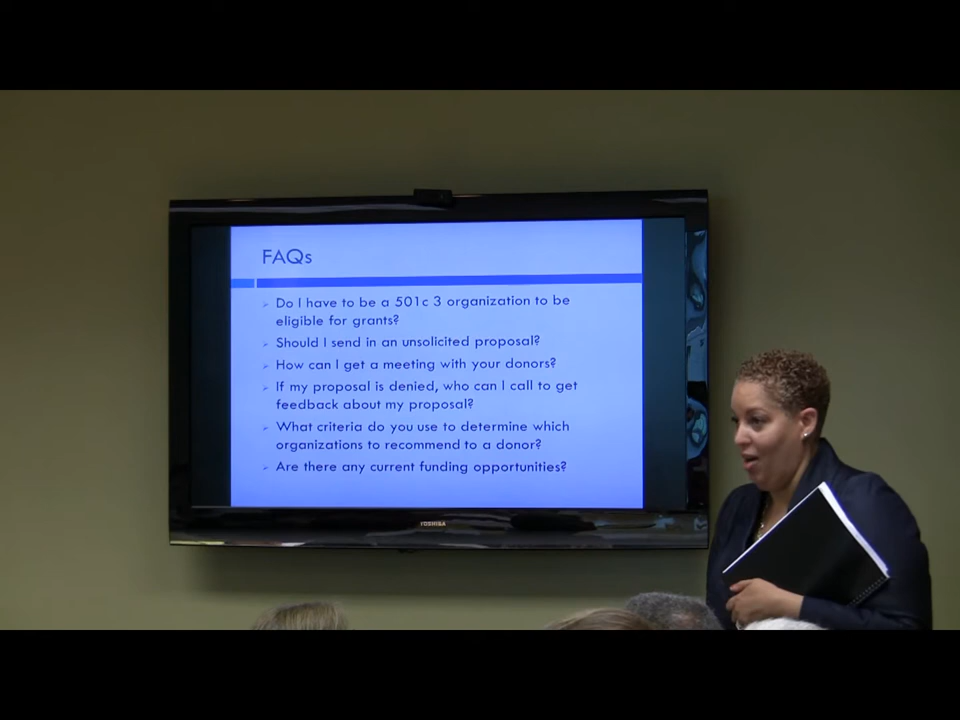 FAQs
Do I have to be a 501c 3 organization to be
eligible for grants?
Should I send in an unsolicited proposal?
How can I get a meeting with your donors?
If my proposal is denied, who can I call to get
feedback about my proposal?
What criteria do you use to determine which
organizations to recommend to a donor?
Are there any current funding opportunities?
TOSHIBA